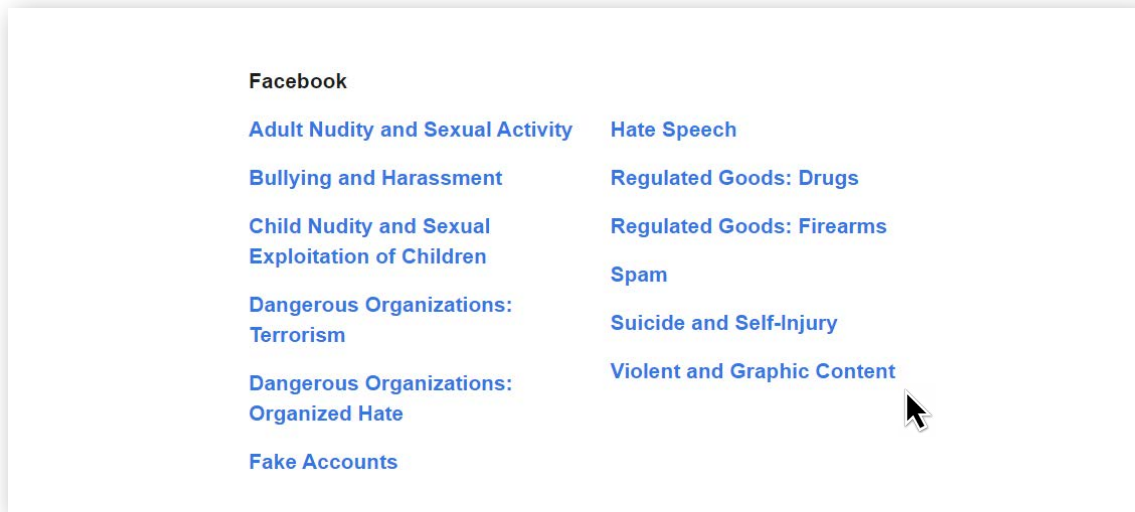 Facebook
Adult Nudity and Sexual Activity
Bullying and Harassment
Child Nudity and Sexual
Exploitation of Children
Dangerous Organizations:
Terrorism
Dangerous Organizations:
Organized Hate
Fake Accounts
Hate Speech
Regulated Goods: Drugs
Regulated Goods: Firearms
Spam
Suicide and Self-Injury
Violent and Graphic Content